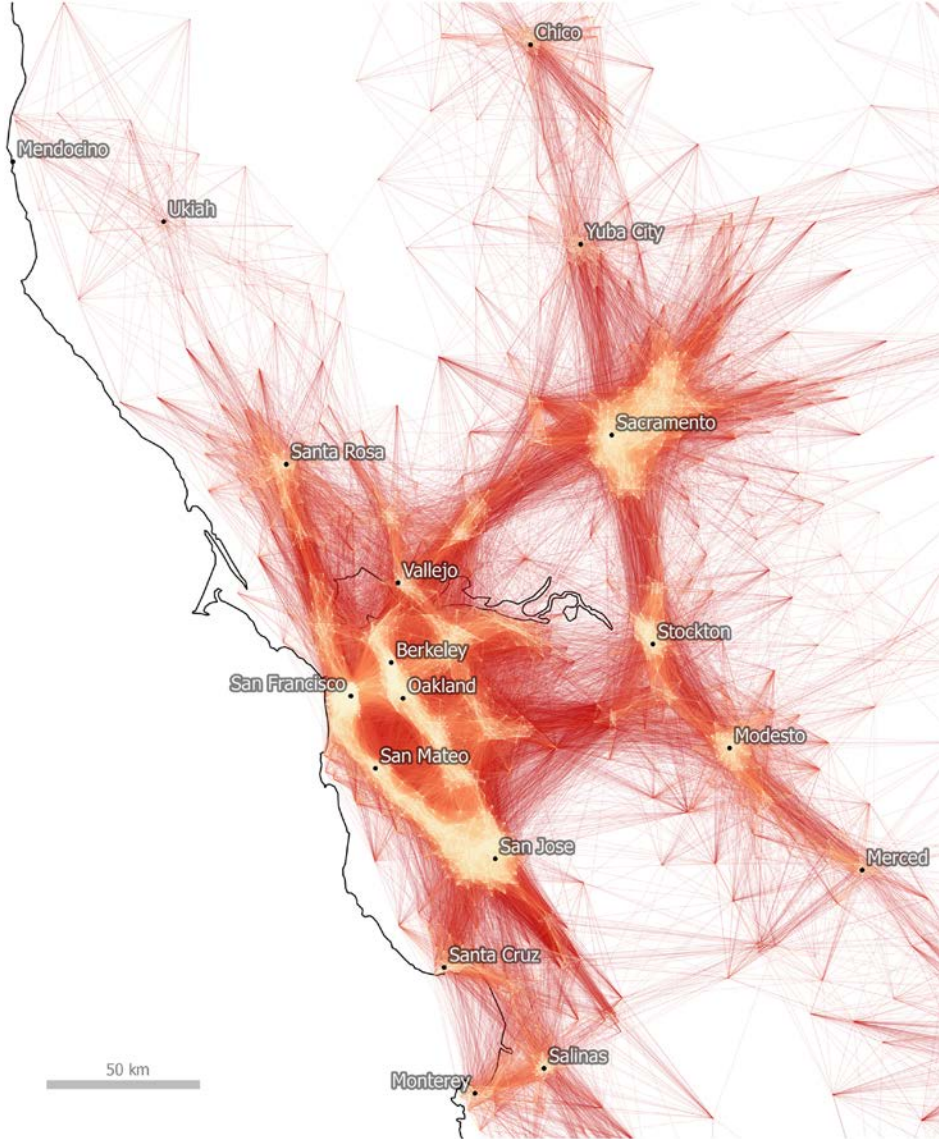 Chico
Mendocino
Ukiah
Yuba City
Sacramento
Santa Rosa
Vallejo
Stockton
Berkeley
San Francisco
Oakland
Modesto
San Mateo
San Jose
Merced
Santa Cruz
Salinas
50 km
Monterey